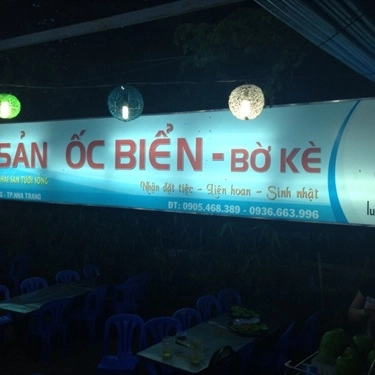 SẢN ỐC BIỂN - BỜ KÈ
HẢI SẢN TƯƠI SỐNG
Nhận đặt tiệc - Liên hoan - Sinh nhật
- TP.NHA TRANG
ĐT: 0905.468.389 - 0936.663.996